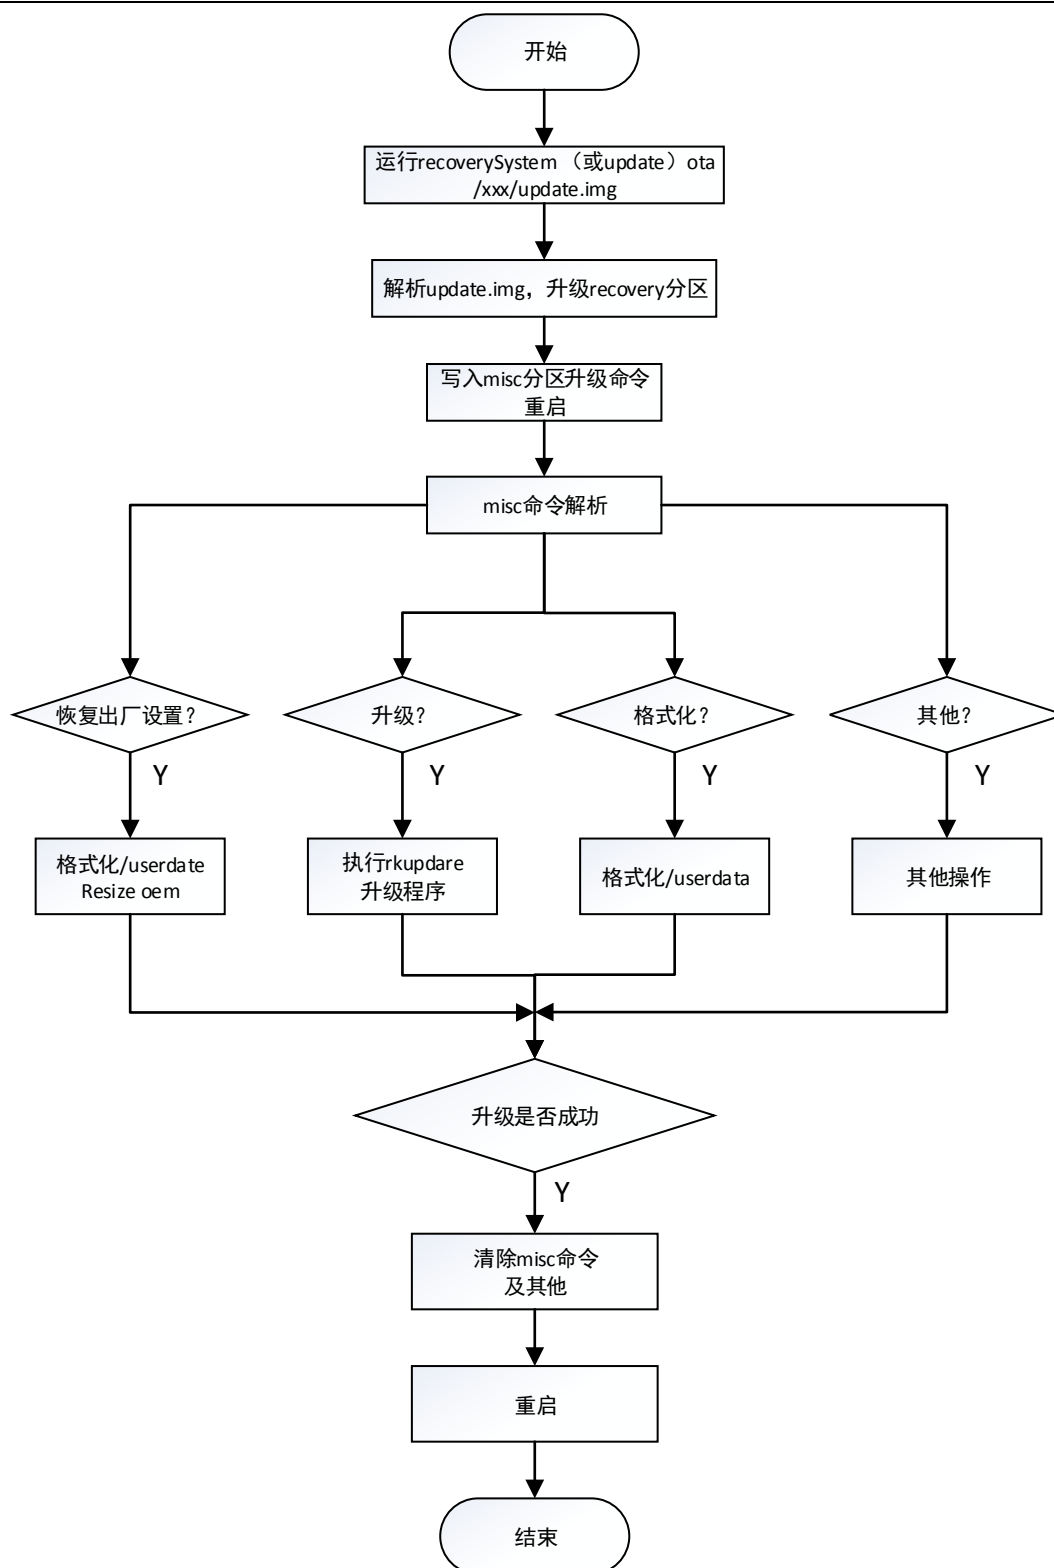 开始
运行recoverySystem（或update）ota
/xxx/update.img
解析update.img，升级recovery分区
写入misc分区升级命令
重启
misc命令解析
恢复出厂设置？
升级？
格式化？
其他？
Y
Y
Y
Y
格式化/userdate
Resize oem
执行rkupdare
升级程序
格式化/userdata
其他操作
升级是否成功
Y
清除misc命令
及其他
重启
结束